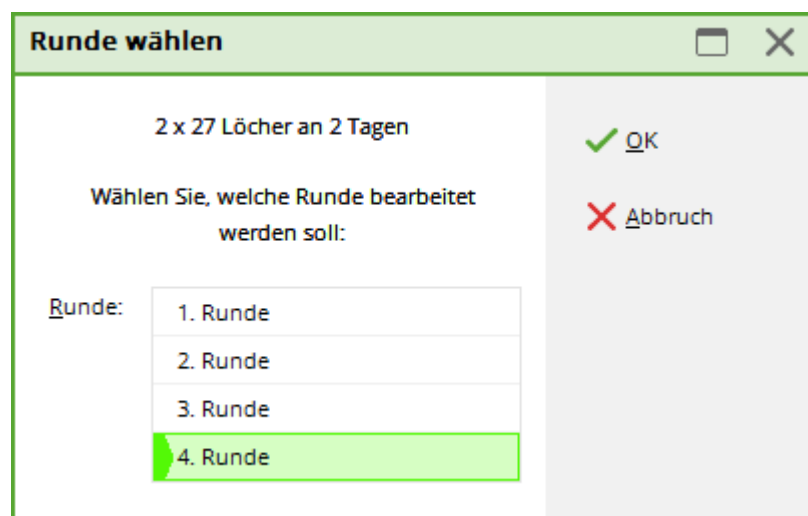 Runde wählen
2 x 27 Löcher an 2 Tagen
Wählen Sie, welche Runde bearbeitet
werden soll:
Runde:
1. Runde
2. Runde
3. Runde
4. Runde
OK
Abbruch